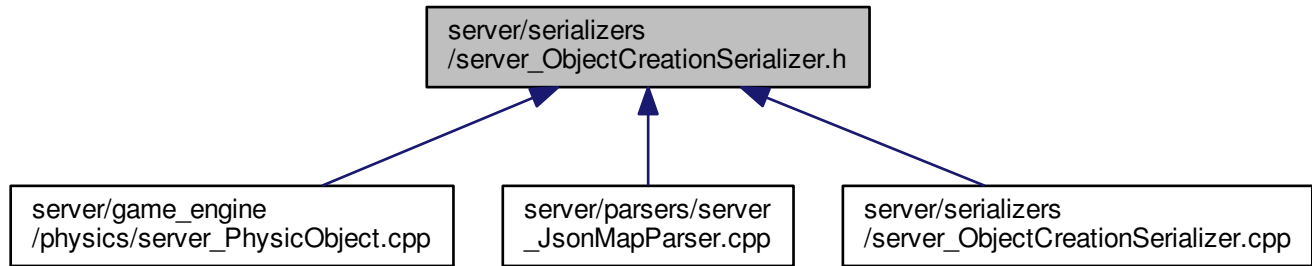 server/serializers
/server_ObjectCreationSerializer.h
server/game_engine
/physics/server_PhysicObject.cpp
server/parsers/server
_JsonMapParser.cpp
server/serializers
/server_ObjectCreationSerializer.cpp